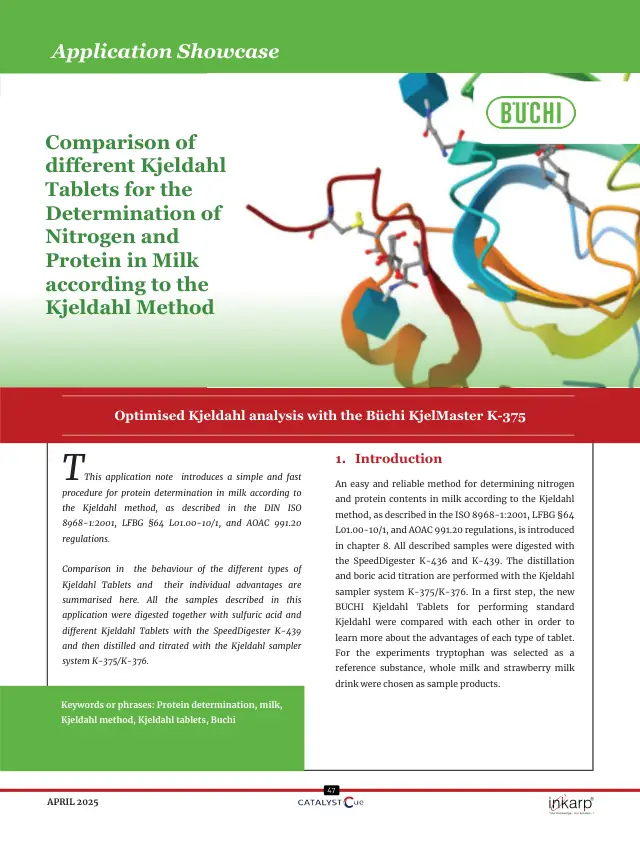 Application Showcase
BÜCHI
Comparison of
different Kjeldahl
Tablets for the
Determination of
Nitrogen and
Protein in Milk
according to the
Kjeldahl Method
Optimised Kjeldahl analysis with the Büchi KjelMaster K-375
TThis application note introduces a simple and fast
procedure for protein determination in milk according to
the Kjeldahl method, as described in the DIN ISO
8968-1:2001, LFBG §64 L01.00-10/1, and AOAC 991.20
regulations.
Comparison in the behaviour of the different types of
Kjeldahl Tablets and their individual advantages are
summarised here. All the samples described in this
application were digested together with sulfuric acid and
different Kjeldahl Tablets with the SpeedDigester K-439
and then distilled and titrated with the Kjeldahl sampler
system K-375/K-376.
Keywords or phrases: Protein determination, milk,
Kjeldahl method, Kjeldahl tablets, Buchi
1. Introduction
An easy and reliable method for determining nitrogen
and protein contents in milk according to the Kjeldahl
method, as described in the ISO 8968-1:2001, LFBG §64
L01.00-10/1, and AOAC 991.20 regulations, is introduced
in chapter 8. All described samples were digested with
the SpeedDigester K-436 and K-439. The distillation
and boric acid titration are performed with the Kjeldahl
sampler system K-375/K-376. In a first step, the new
BUCHI Kjeldahl Tablets for performing standard
Kjeldahl were compared with each other in order to
learn more about the advantages of each type of tablet.
For the experiments tryptophan was selected as a
reference substance, whole milk and strawberry milk
drink were chosen as sample products.
APRIL 2025
47
CATALYST Cue
inkarp®